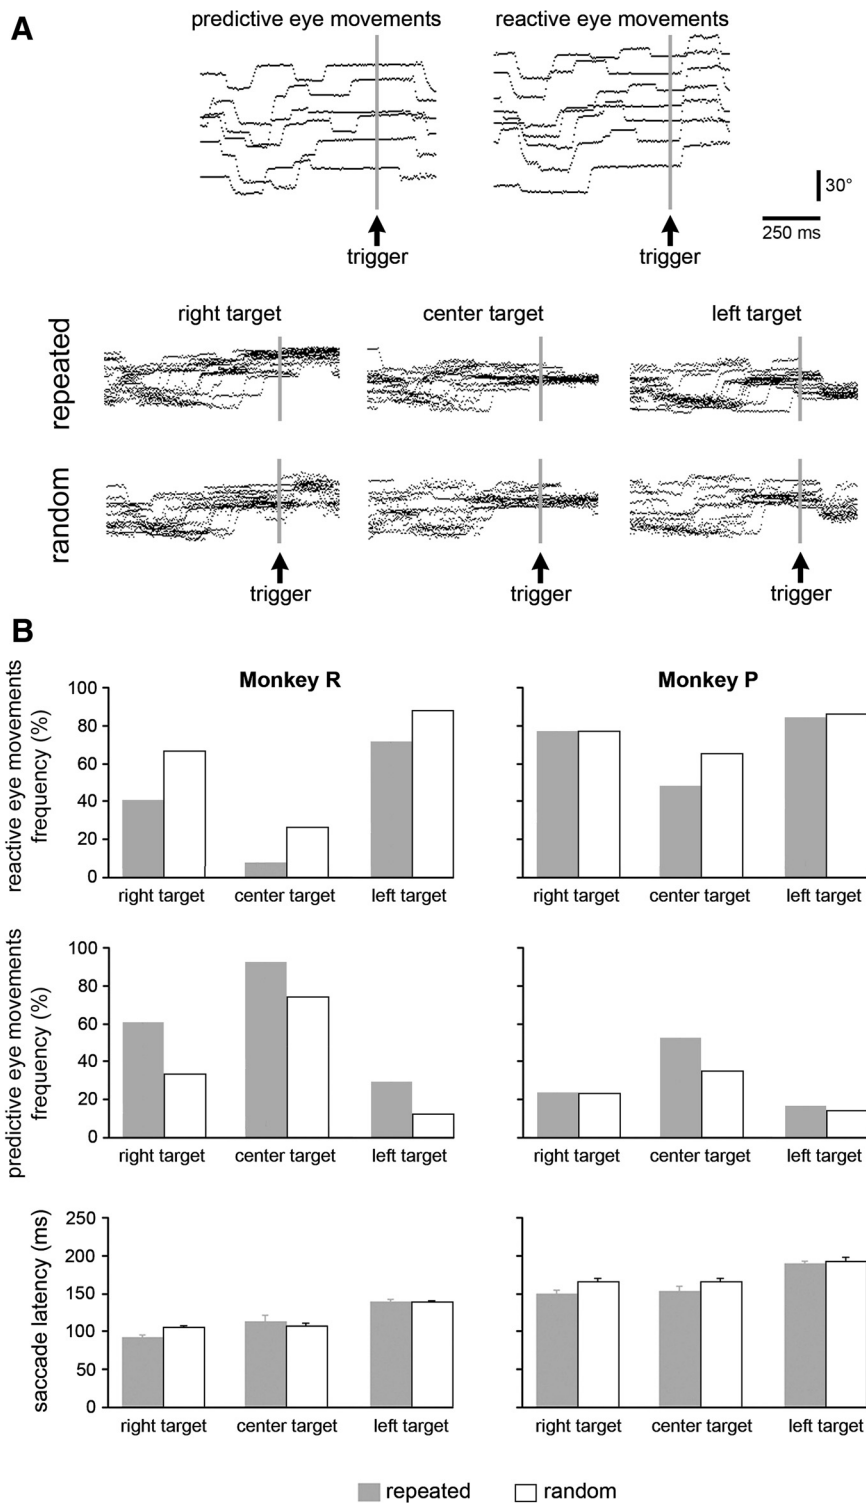 A
predictive eye movements
reactive eye movements
30°
250 ms
trigger
trigger
right target
center target
left target
repeated
random
trigger
trigger
trigger
B
Monkey R
Monkey P
reactive eye movements
frequency (%)
100
80
60
40
20
0
right target
center target
left target
right target
center target
left target
predictive eye movements
frequency (%)
100
80
60
40
20
0
right target
center target
left target
right target
center target
left target
saccade latency (ms)
250
200
150
100
50
0
right target
center target
left target
right target
center target
left target
repeated
random